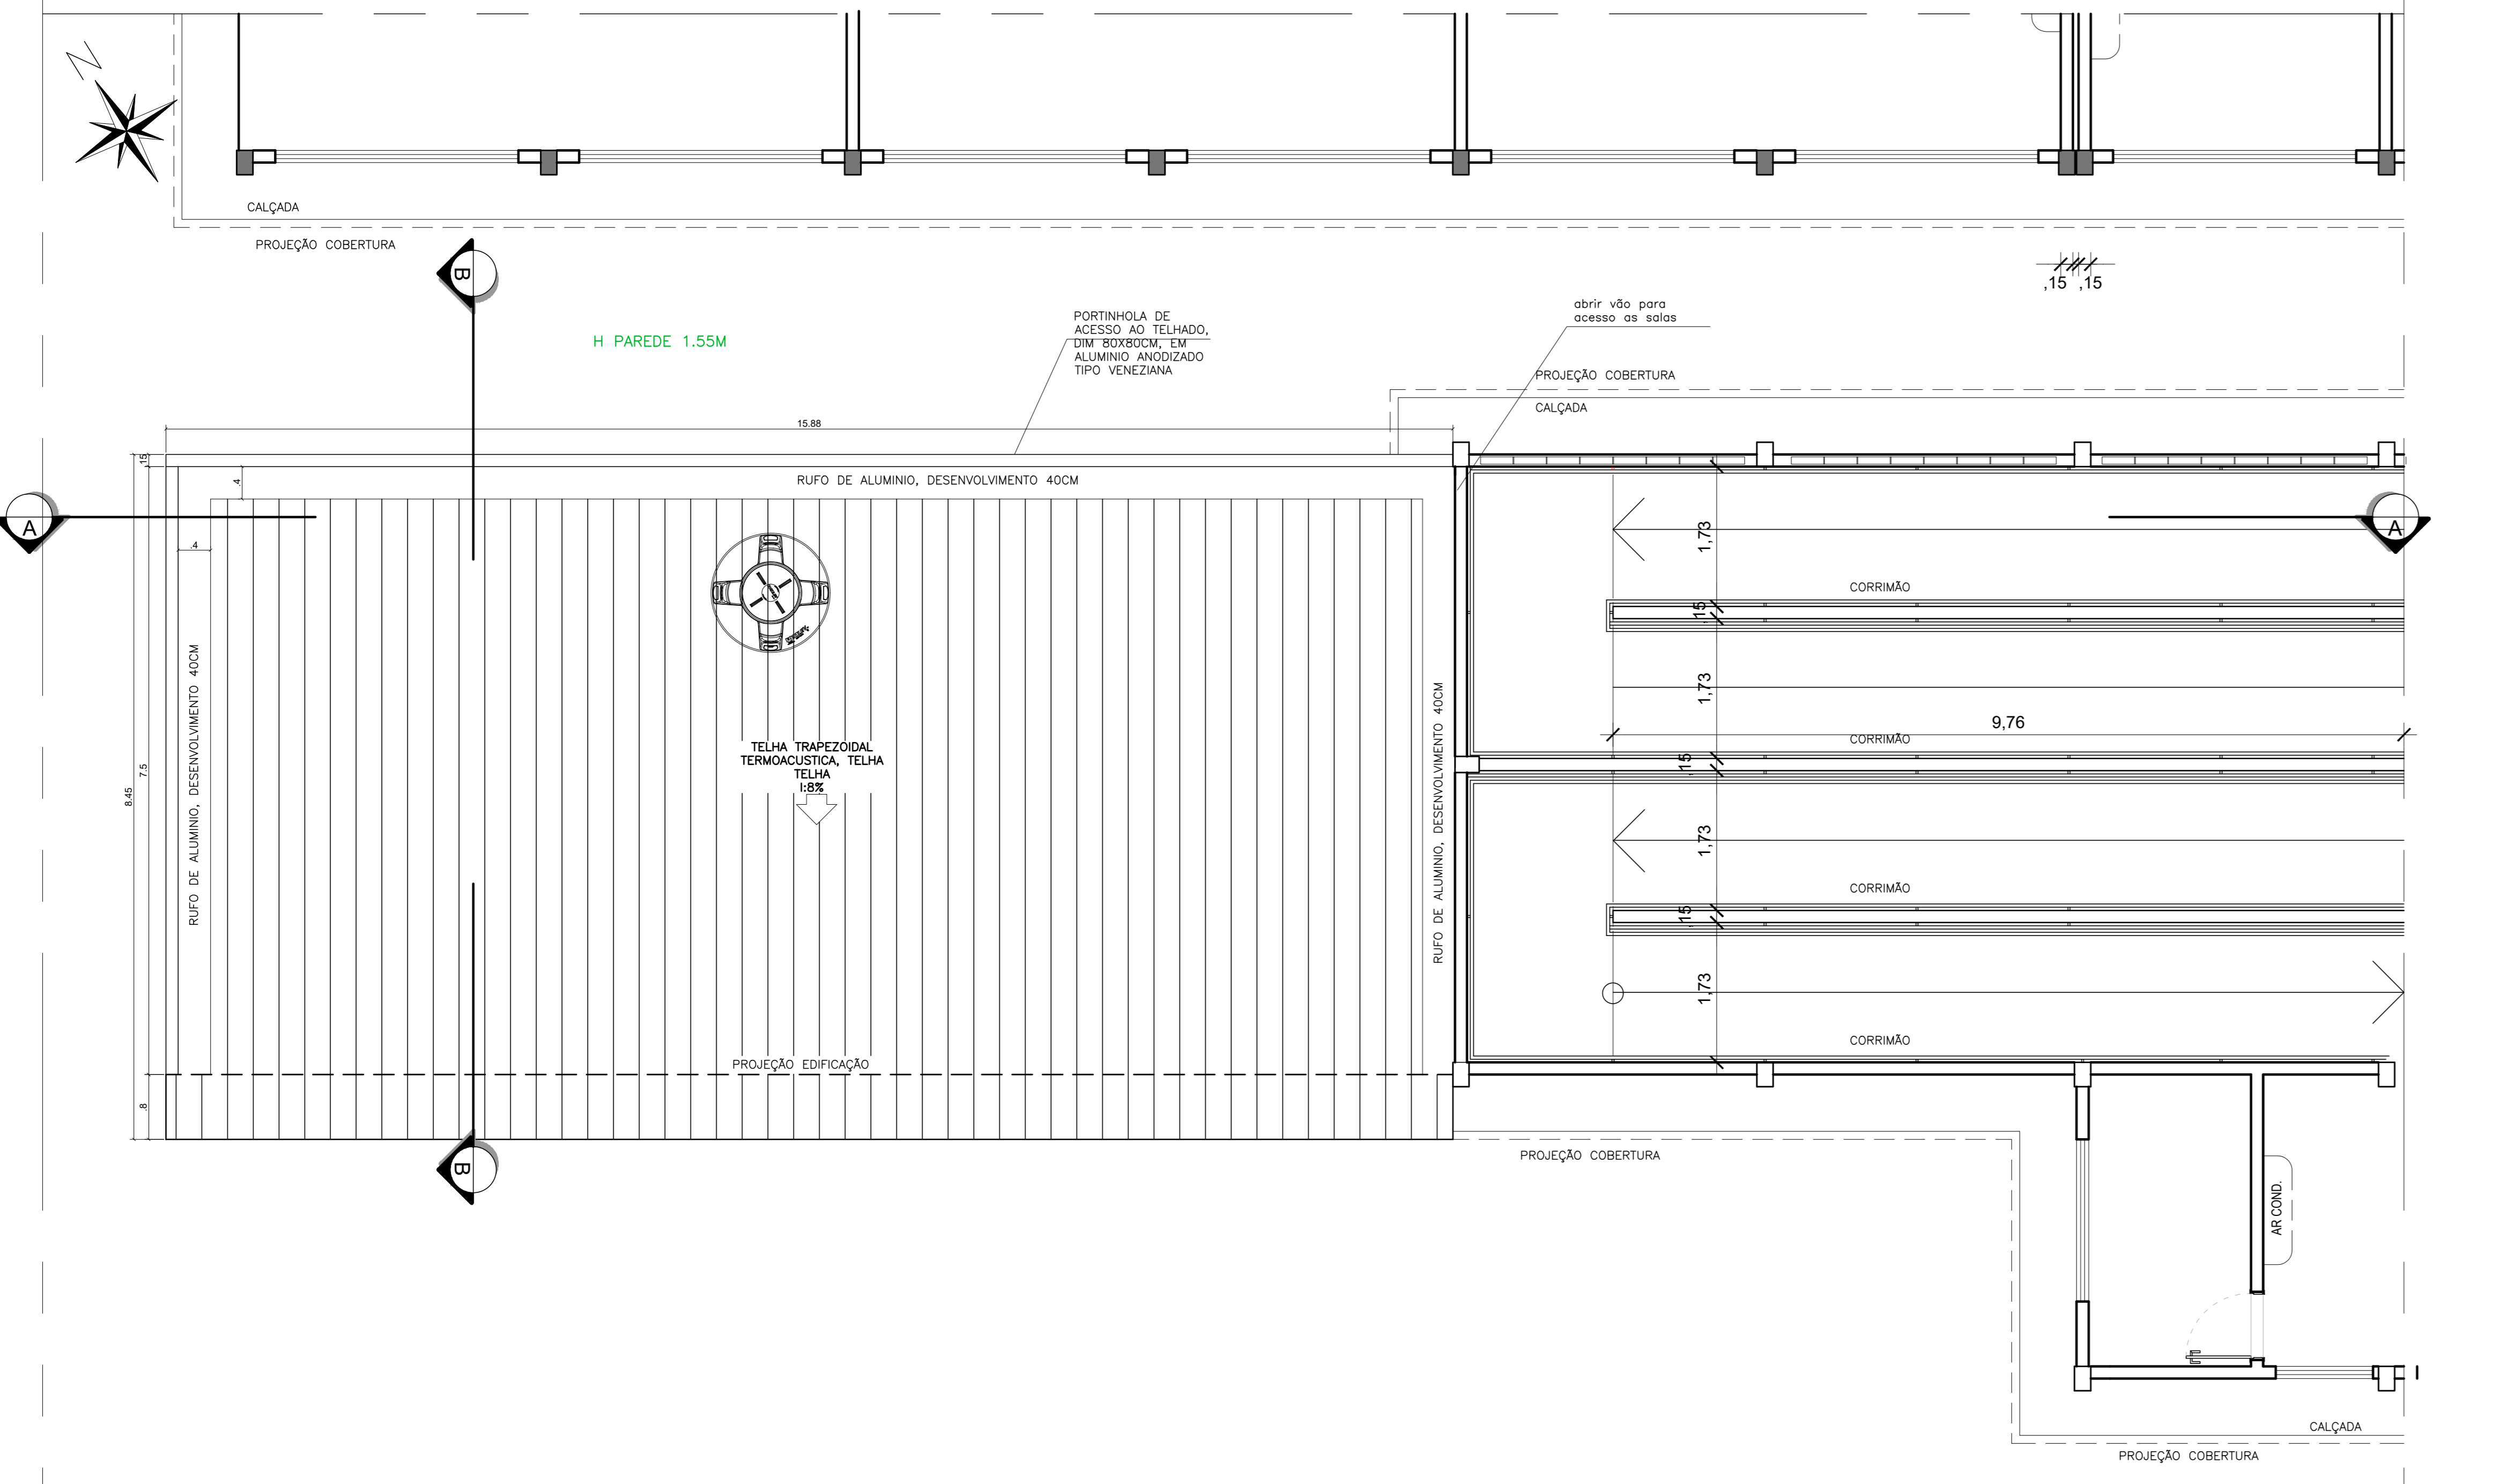 N
CALÇADA
PROJEÇÃO COBERTURA
B
,15 ,15
abrir vão para
acesso as salas
PORTINHOLA DE
ACESSO AO TELHADO,
DIM 80X80CM, EM
ALUMINIO ANODIZADO
TIPO VENEZIANA
H PAREDE 1.55M
PROJEÇÃO COBERTURA
CALÇADA
15.88
.15
RUFO DE ALUMINIO, DESENVOLVIMENTO 40CM
.4
A
A
.4
1,73
CORRIMÃO
,15
RUFO DE ALUMINIO, DESENVOLVIMENTO 40CM
RUFO DE ALUMINIO, DESENVOLVIMENTO 40CM
1,73
9,76
CORRIMÃO
,15
TELHA TRAPEZOIDAL
TERMOACUSTICA, TELHA
TELHA
I:8%
7.5
8.45
1,73
CORRIMÃO
,15
1,73
CORRIMÃO
PROJEÇÃO EDIFICAÇÃO
.8
B
PROJEÇÃO COBERTURA
AR COND.
CALÇADA
PROJEÇÃO COBERTURA